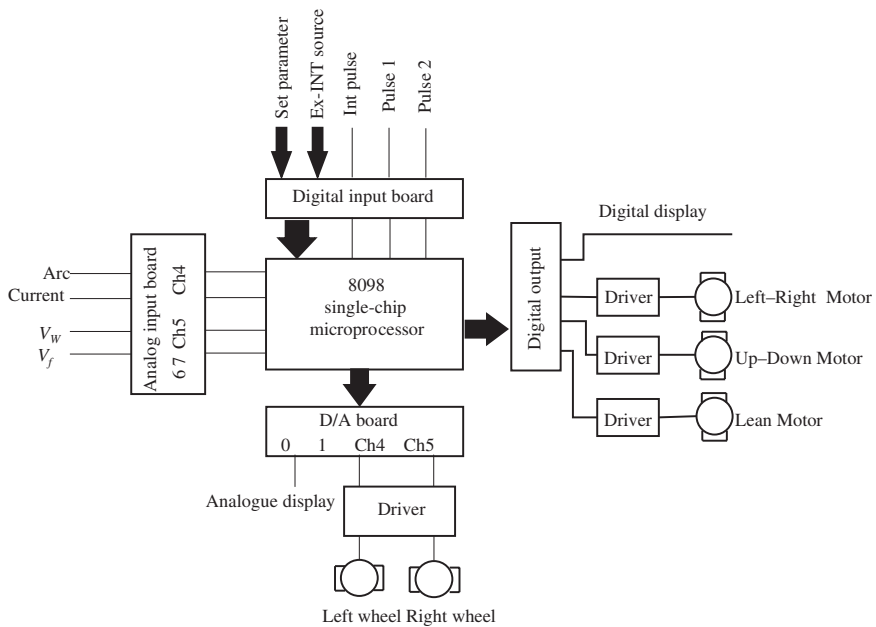 Set parameter
Ex-INT source
Int pulse
Pulse 1
Pulse 2
Digital input board
Digital display
Arc
Current
V_W
V_f
Analog input board
6 7 Ch5 Ch4
8098
single-chip
microprocessor
Digital output
Driver
Left–Right Motor
Driver
Up–Down Motor
Driver
Lean Motor
D/A board
0 1 Ch4 Ch5
Analogue display
Driver
Left wheel Right wheel